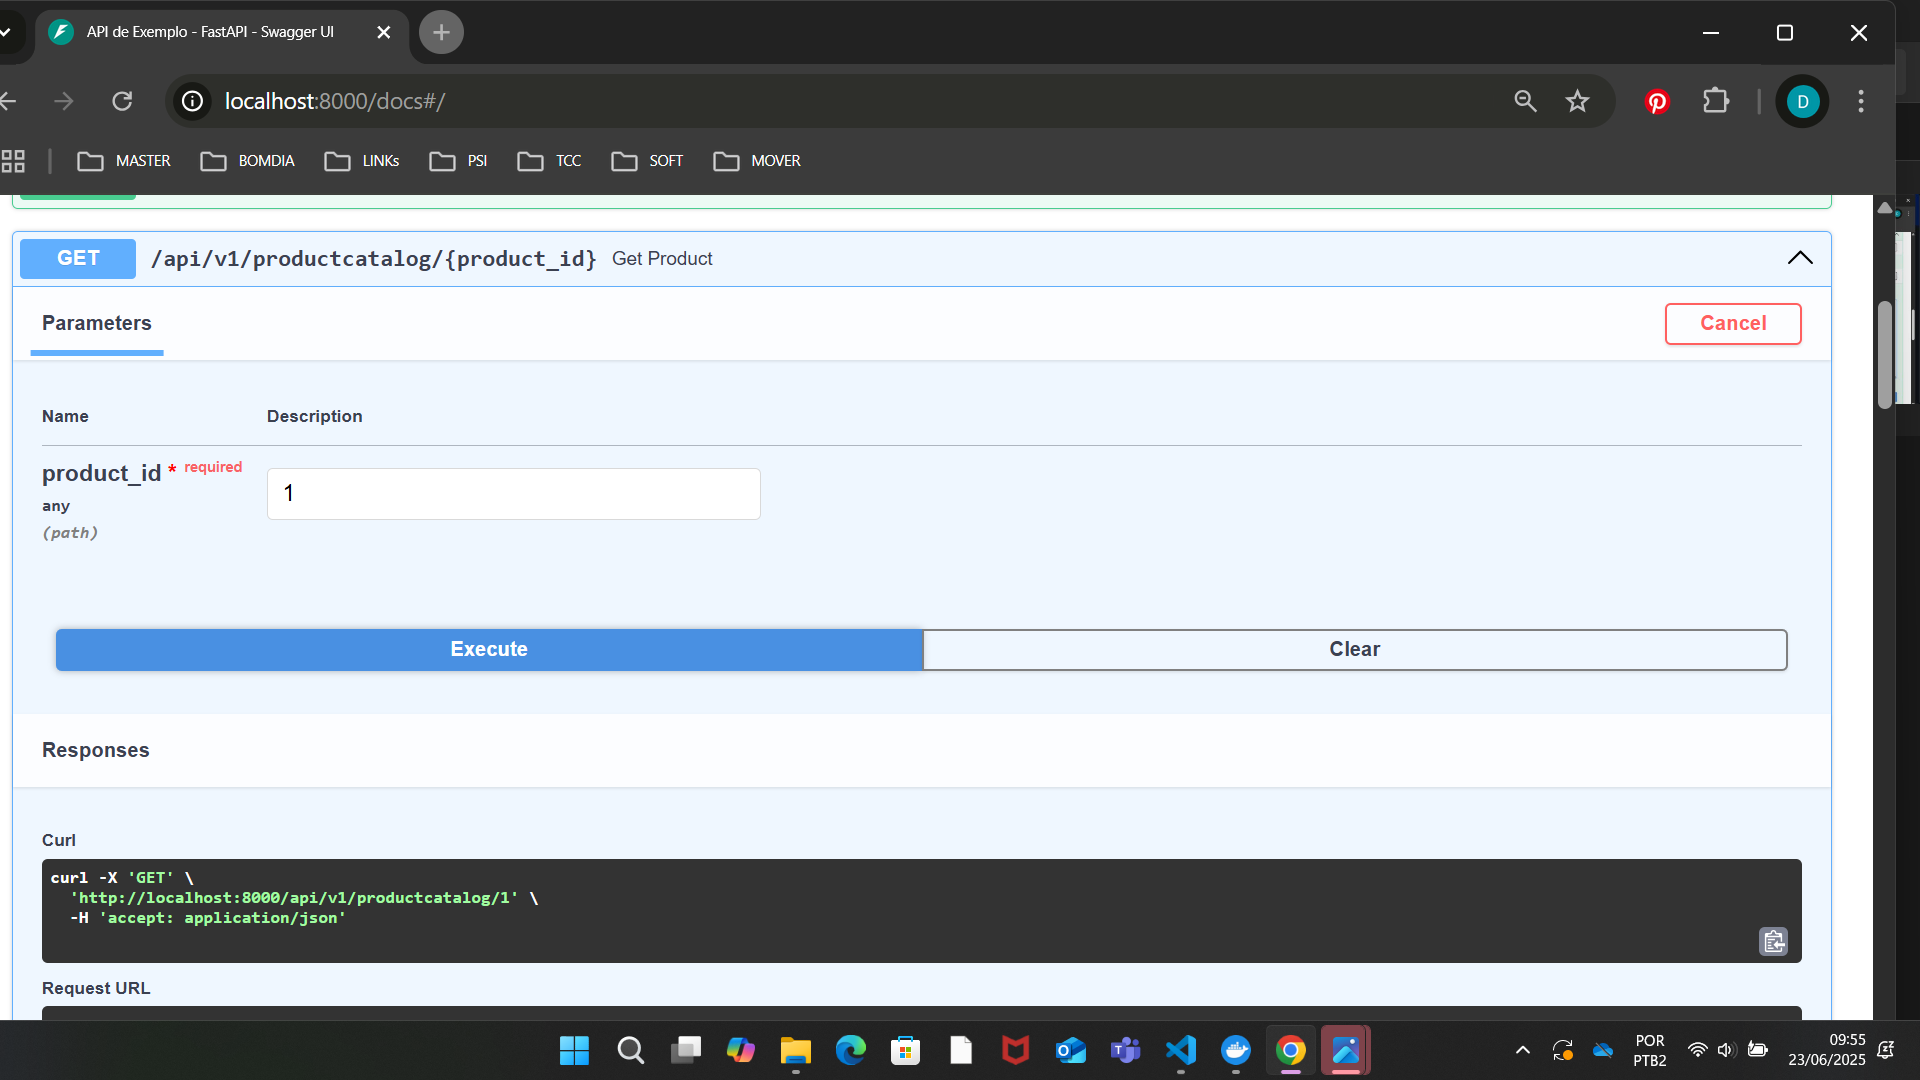 API de Exemplo - FastAPI - Swagger UI
localhost:8000/docs#/
D
MASTER
BOMDIA
LINKs
PSI
TCC
SOFT
MOVER
GET /api/v1/productcatalog/{product_id} Get Product
Parameters
Cancel
Name Description
product_id * required
any
(path)
1
Execute
Clear
Responses
Curl
curl -X 'GET' \
'http://localhost:8000/api/v1/productcatalog/1' \
-H 'accept: application/json'
Request URL
POR
PTB2
09:55
23/06/2025